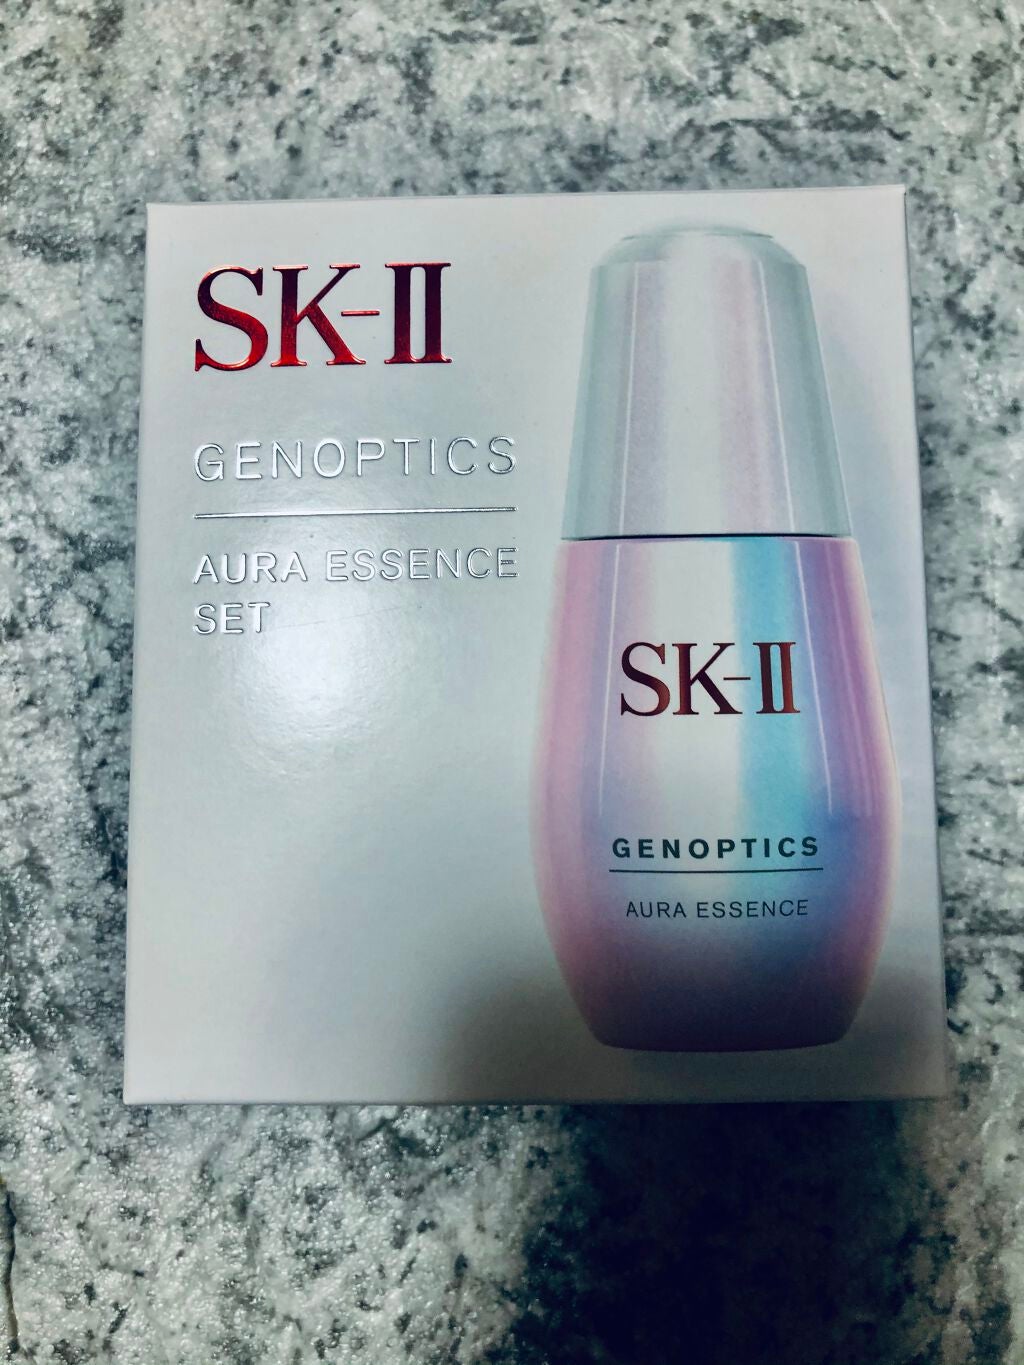 SK-II
GENOPTICS
AURA ESSENCE
SET
SK-II
GENOPTICS
AURA ESSENCE